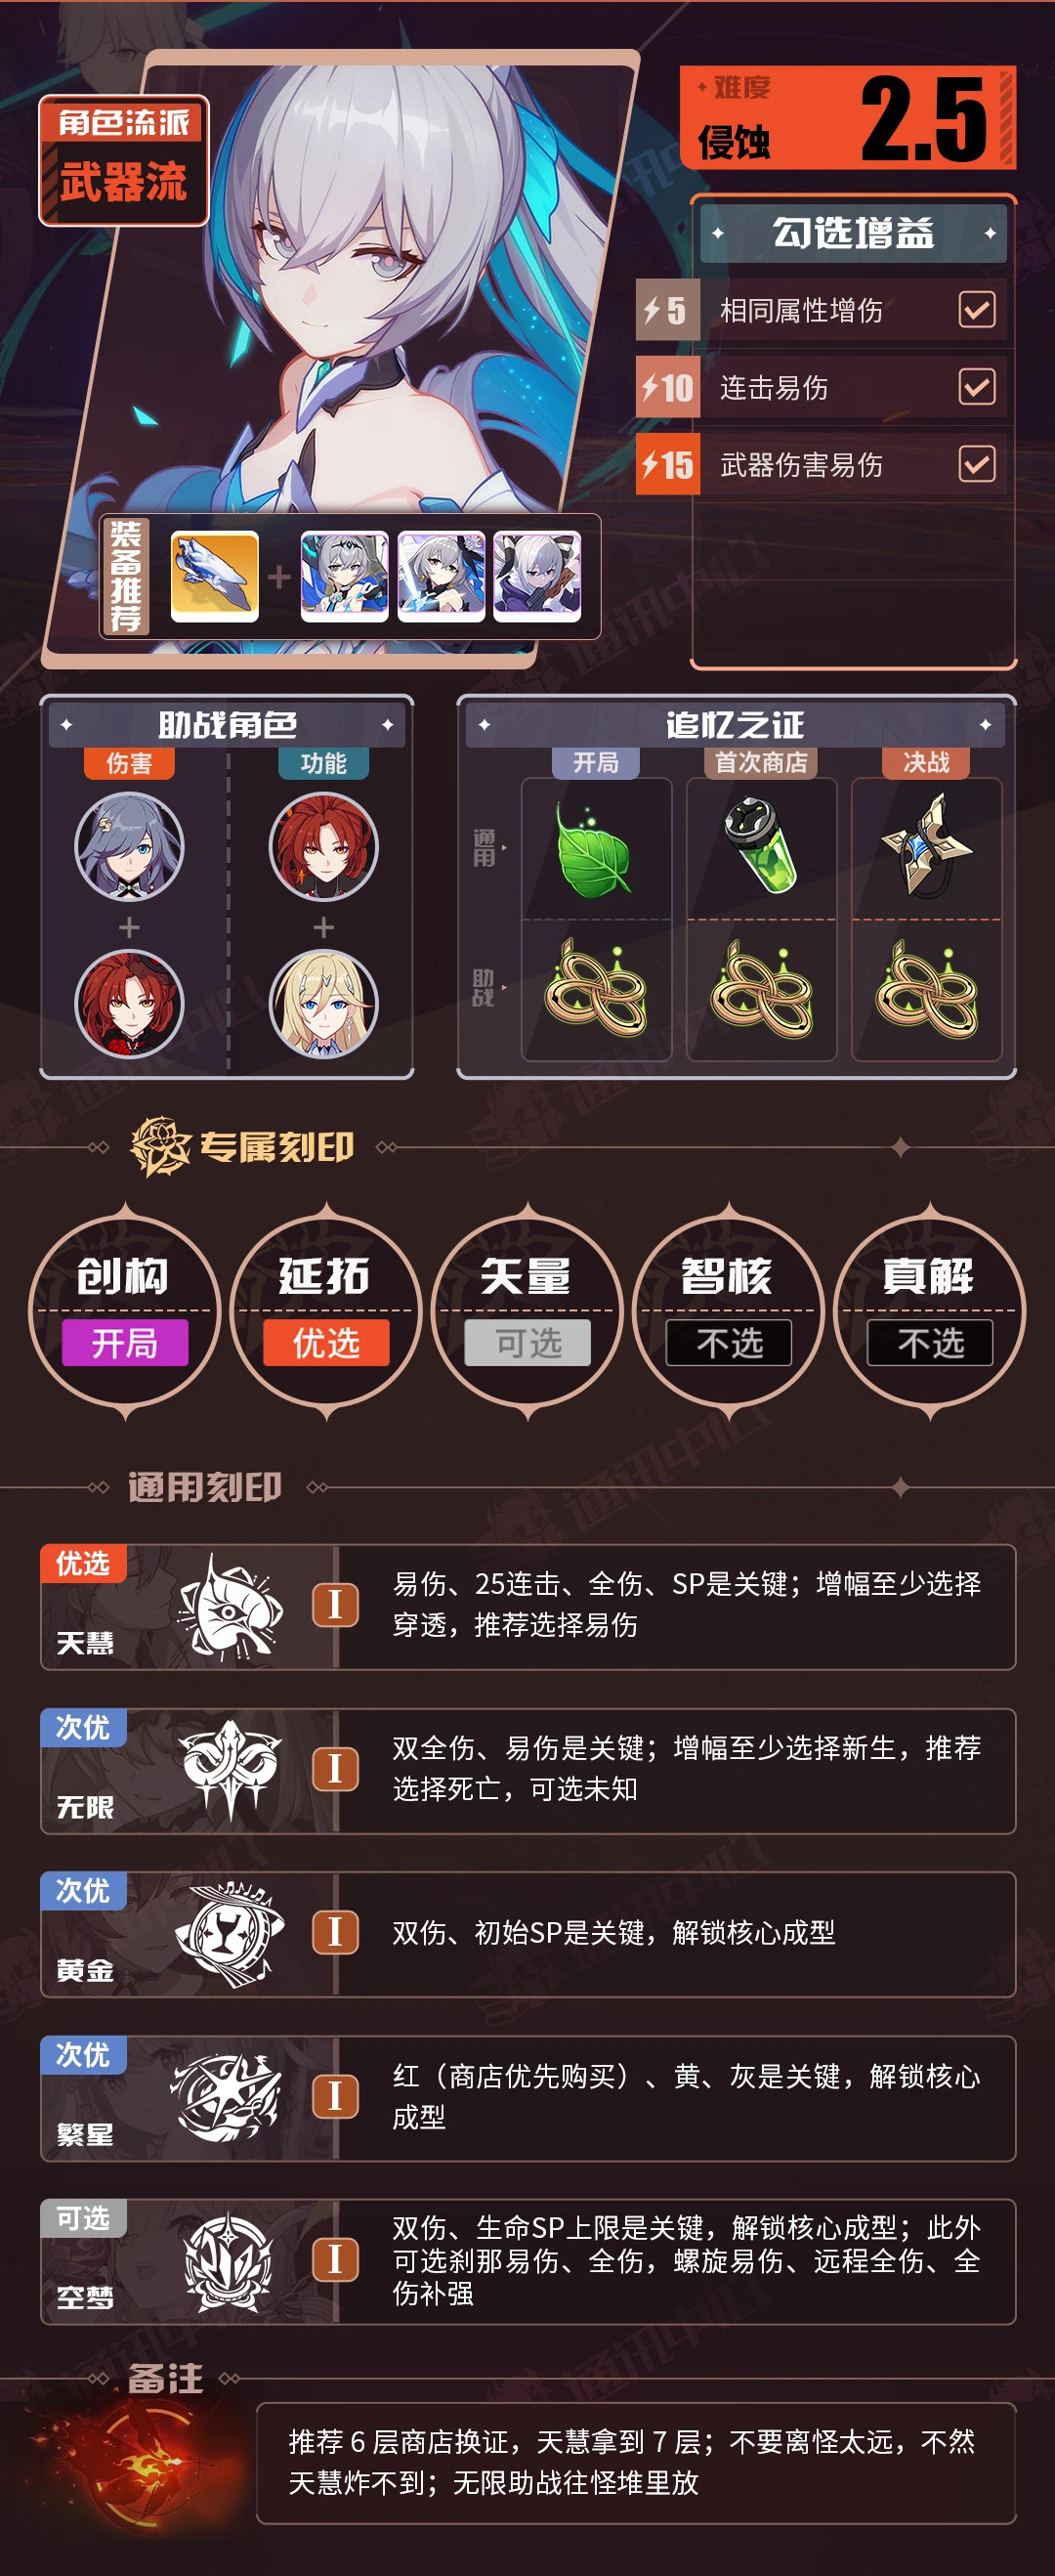 角色流派
武器流
难度
侵蚀
2.5
勾选增益
5 相同属性增伤
10 连击易伤
15 武器伤害易伤
装备推荐
助战角色
伤害 功能
追忆之证
开局 首次商店 决战
通用
助战
专属刻印
创构 延拓 矢量 智核 真解
开局 优选 可选 不选 不选
通用刻印
优选
天慧
I
易伤、25连击、全伤、SP是关键；增幅至少选择
穿透，推荐选择易伤
次优
无限
I
双全伤、易伤是关键；增幅至少选择新生，推荐
选择死亡，可选未知
次优
黄金
I
双伤、初始SP是关键，解锁核心成型
次优
繁星
I
红（商店优先购买）、黄、灰是关键，解锁核心
成型
可选
空梦
I
双伤、生命SP上限是关键，解锁核心成型；此外
可选刹那易伤、全伤，螺旋易伤、远程全伤、全
伤补强
备注
推荐 6 层商店换证，天慧拿到 7 层；不要离怪太远，不然
天慧炸不到；无限助战往怪堆里放
通讯中心